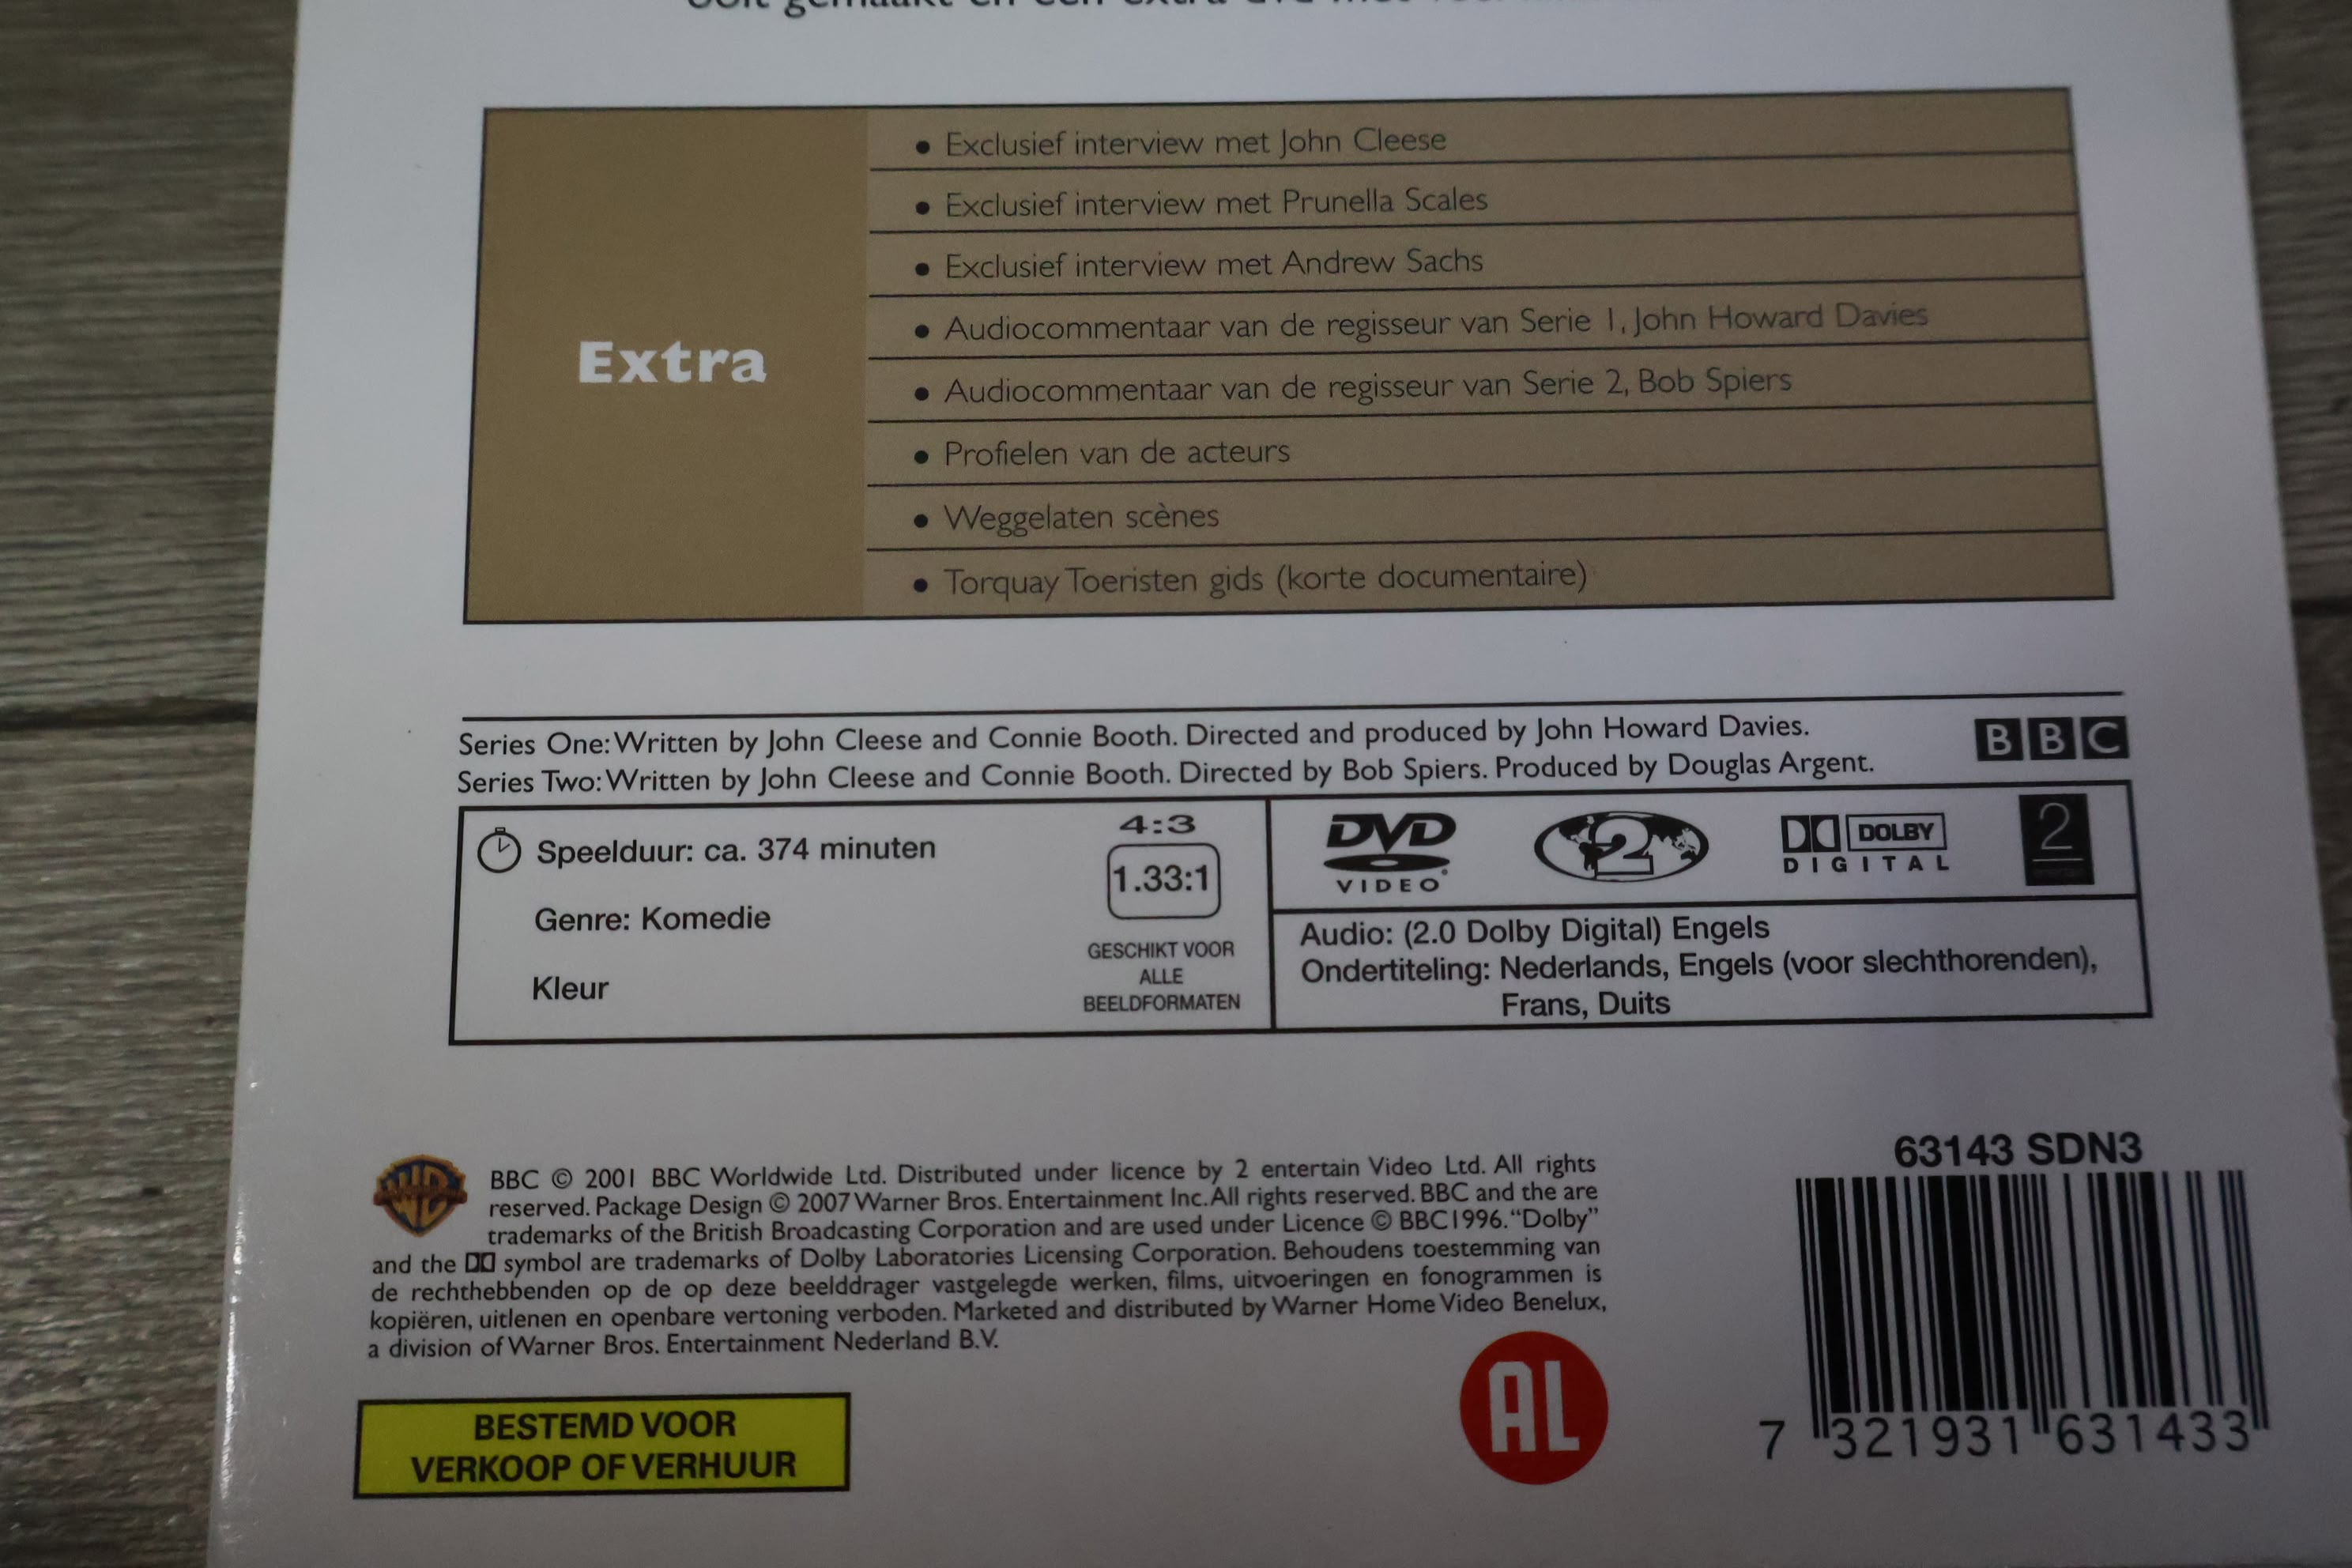 gemaakt en een extra dvd met
Extra
• Exclusief interview met John Cleese
• Exclusief interview met Prunella Scales
• Exclusief interview met Andrew Sachs
• Audiocommentaar van de regisseur van Serie 1, John Howard Davies
• Audiocommentaar van de regisseur van Serie 2, Bob Spiers
• Profielen van de acteurs
• Weggelaten scènes
• Torquay Toeristen gids (korte documentaire)
Series One: Written by John Cleese and Connie Booth. Directed and produced by John Howard Davies.
Series Two: Written by John Cleese and Connie Booth. Directed by Bob Spiers. Produced by Douglas Argent.
BBC
Speelduur: ca. 374 minuten
Genre: Komedie
Kleur
4:3
1.33:1
GESCHIKT VOOR
ALLE
BEELDFORMATEN
DVD
VIDEO
2
DOLBY
DIGITAL
2
Audio: (2.0 Dolby Digital) Engels
Ondertiteling: Nederlands, Engels (voor slechthorenden),
Frans, Duits
WB
BBC © 2001 BBC Worldwide Ltd. Distributed under licence by 2 entertain Video Ltd. All rights
reserved. Package Design © 2007 Warner Bros. Entertainment Inc. All rights reserved. BBC and the are
trademarks of the British Broadcasting Corporation and are used under Licence © BBC1996. “Dolby”
and the symbol are trademarks of Dolby Laboratories Licensing Corporation. Behoudens toestemming van
de rechthebbenden op de op deze beelddrager vastgelegde werken, films, uitvoeringen en fonogrammen is
kopiëren, uitlenen en openbare vertoning verboden. Marketed and distributed by Warner Home Video Benelux,
a division of Warner Bros. Entertainment Nederland B.V.
BESTEMD VOOR
VERKOOP OF VERHUUR
AL
63143 SDN3
7 321931 631433